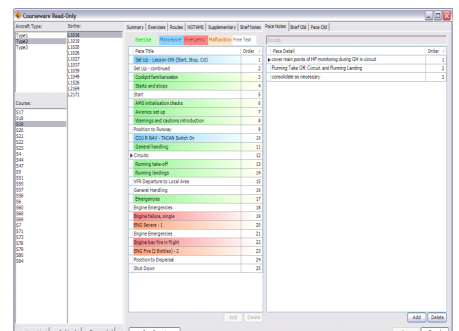 Courseware Read-Only
Aircraft Type:
Sortie:
Type1
Type2
Type3
L1016
L1019
L1020
L1026
L1027
L1037
L1039
L1049
L1526
L2169
L2171
Course:
S17
S18
S19
S20
S21
S22
S23
S4
S44
S47
S5
S51
S55
S57
S58
S6
S60
S68
S69
S7
S71
S73
S75
S76
S78
S79
S80
S84
Summary Exercises Routes NOTAMS Supplementary Brief Notes Pace Notes Brief Old Pace Old
Exercise Manoeuvre Emergency Malfunction Free Text
Circuits
Pace Title Order
Set Up - Lesson 036 (Start, Stop, Cct) 1
Set Up - continued 2
Cockpit familiarisation 3
Starts and stops 4
Start 5
AMS initialisation checks 6
Avionics set up 7
Warnings and cautions introduction 8
Position to Runway 9
CCU R NAV - TACAN Switch On 10
General handling 11
Circuits 12
Running take-off 13
Running landings 14
VFR Departure to Local Area 15
General Handling 16
Emergencies 17
Engine Emergencies 18
Engine failure, single 19
ENG Severe - 1 20
Engine Emergencies 21
Engine bay fire in flight 22
ENG Fire (2 Bottles) - 2 23
Position to Dispersal 24
Shut Down 25
Add Delete
Pace Detail Order
cover main points of HP monitoring during GH in circuit 1
Running Take Off, Circuit, and Running Landing 2
consolidate as necessary 3
Add Delete